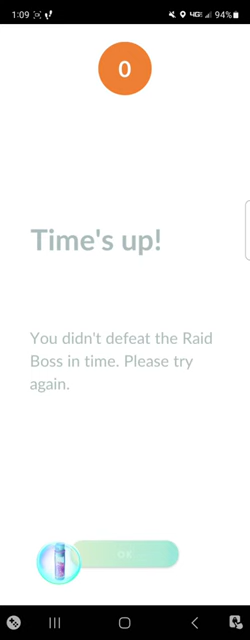 1:09 4G 94%
0
Time's up!
You didn't defeat the Raid
Boss in time. Please try
again.
OK